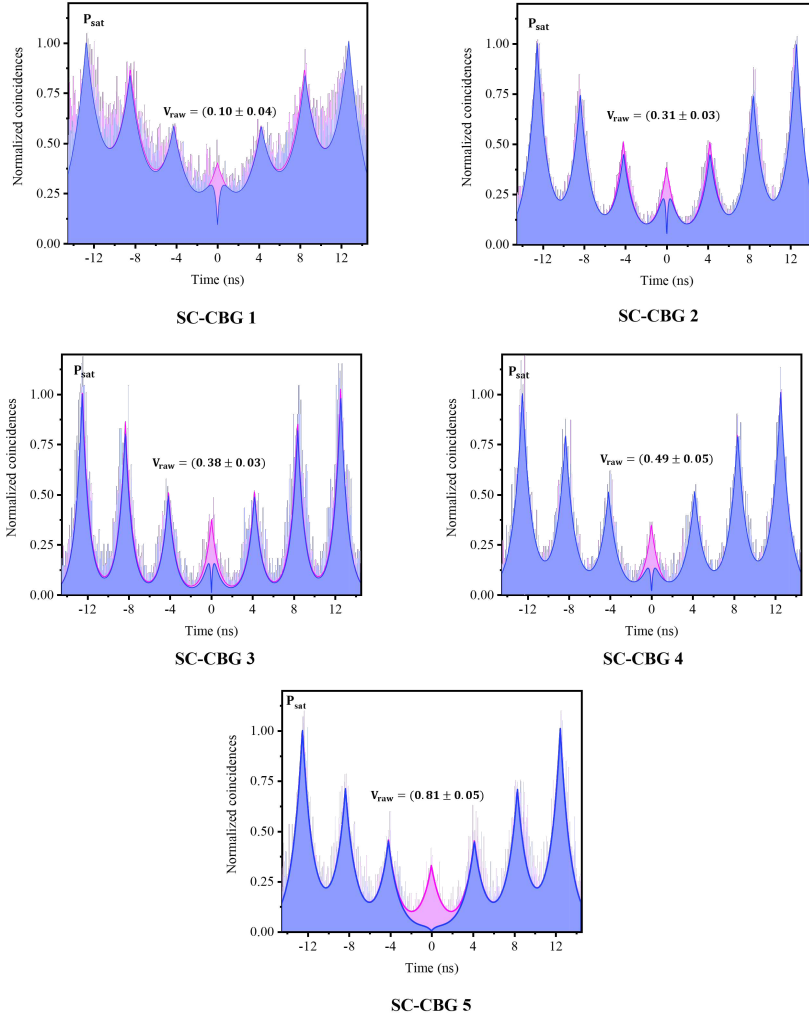 P_sat
V_raw = (0.10 ± 0.04)
Normalized coincidences
1.00
0.75
0.50
0.25
0.00
-12 -8 -4 0 4 8 12
Time (ns)
SC-CBG 1
P_sat
V_raw = (0.31 ± 0.03)
Normalized coincidences
1.00
0.75
0.50
0.25
0.00
-12 -8 -4 0 4 8 12
Time (ns)
SC-CBG 2
P_sat
V_raw = (0.38 ± 0.03)
Normalized coincidences
1.00
0.75
0.50
0.25
0.00
-12 -8 -4 0 4 8 12
Time (ns)
SC-CBG 3
P_sat
V_raw = (0.49 ± 0.05)
Normalized coincidences
1.00
0.75
0.50
0.25
0.00
-12 -8 -4 0 4 8 12
Time (ns)
SC-CBG 4
P_sat
V_raw = (0.81 ± 0.05)
Normalized coincidences
1.00
0.75
0.50
0.25
0.00
-12 -8 -4 0 4 8 12
Time (ns)
SC-CBG 5